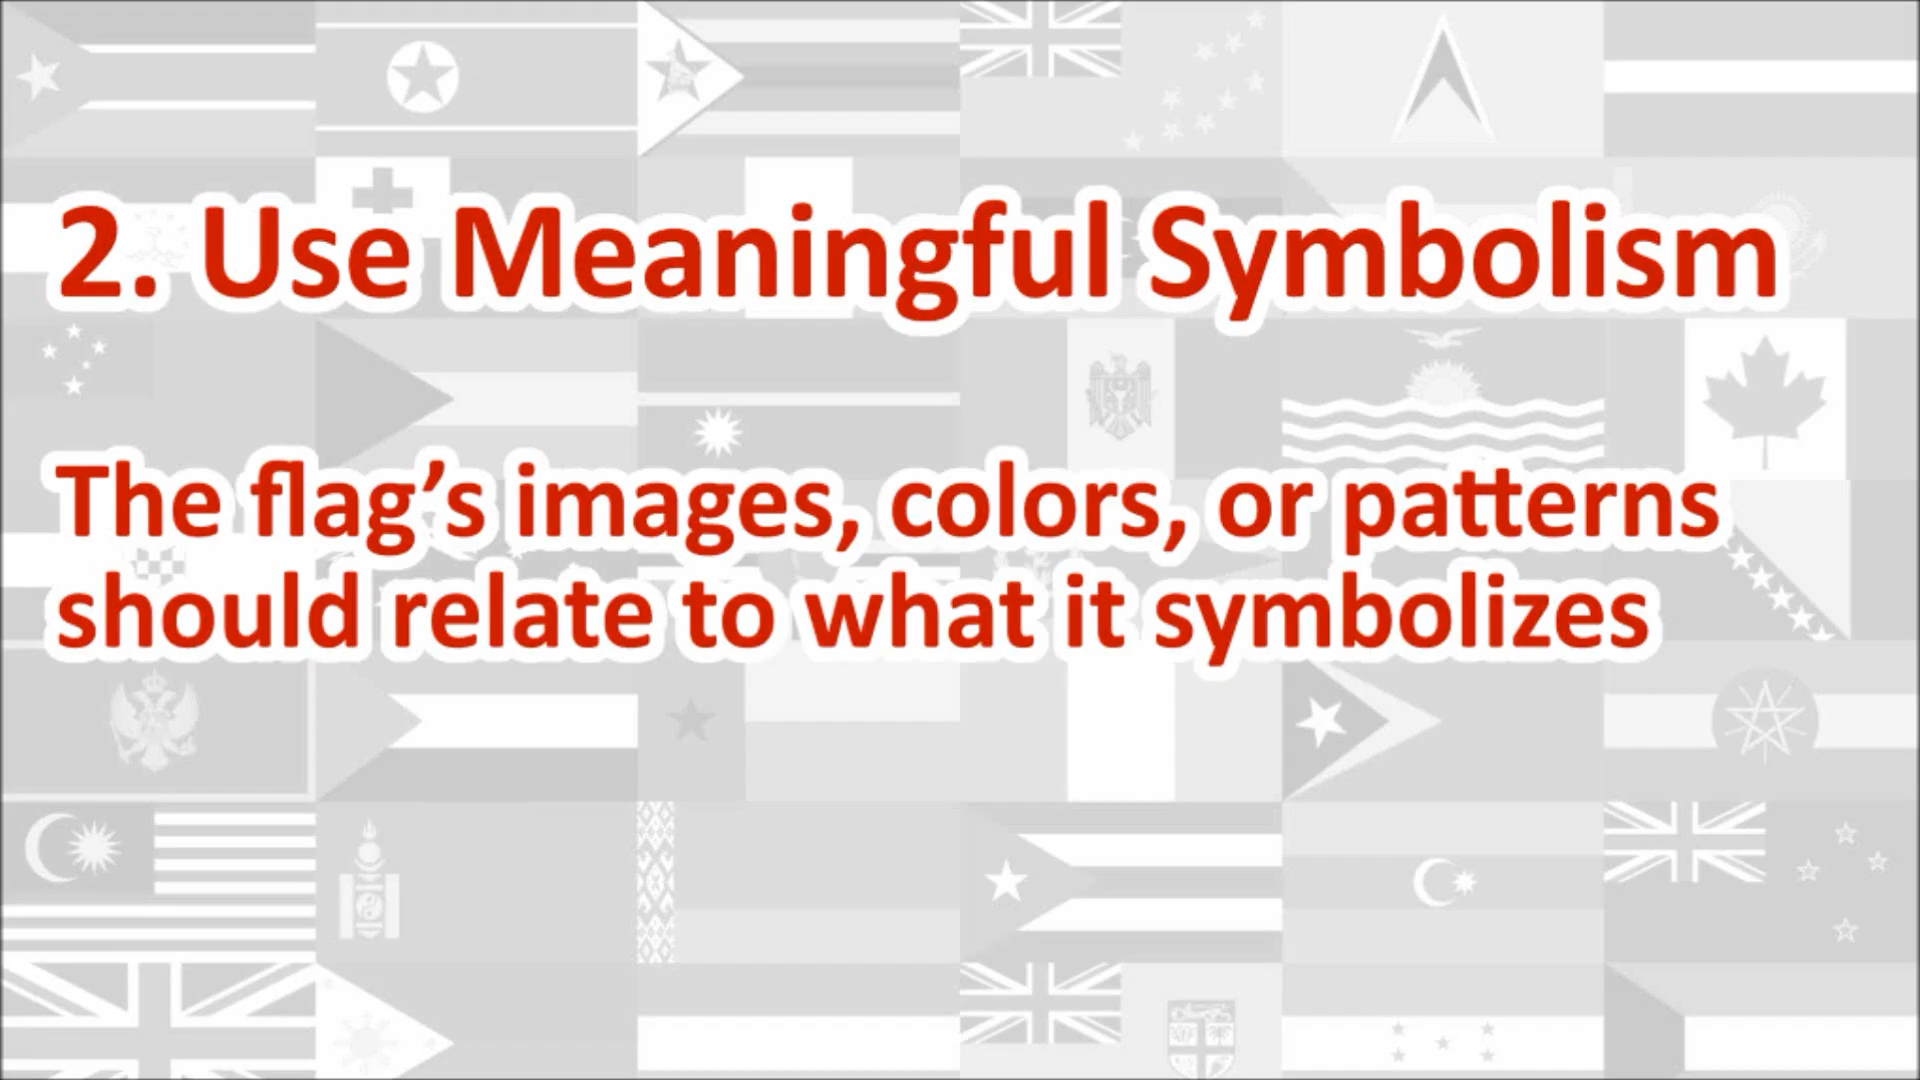 2. Use Meaningful Symbolism
The flag’s images, colors, or patterns
should relate to what it symbolizes